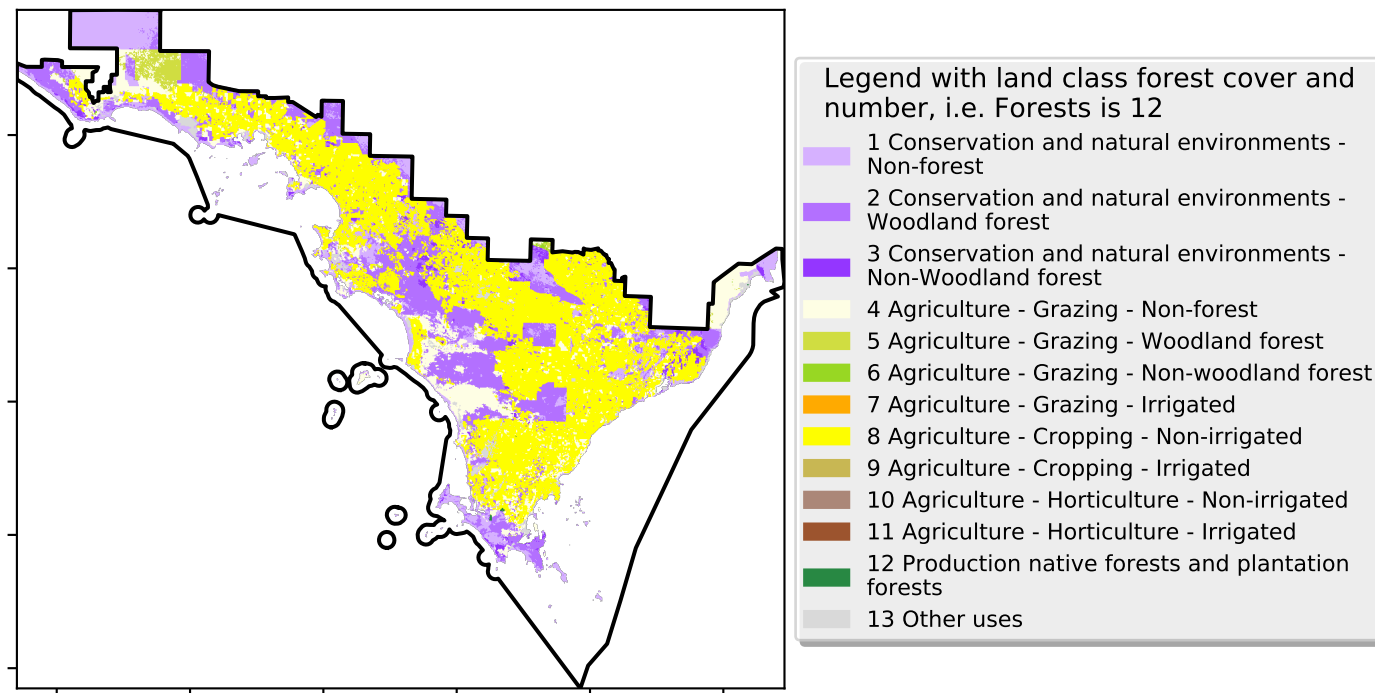 Legend with land class forest cover and
number, i.e. Forests is 12
1 Conservation and natural environments -
Non-forest
2 Conservation and natural environments -
Woodland forest
3 Conservation and natural environments -
Non-Woodland forest
4 Agriculture - Grazing - Non-forest
5 Agriculture - Grazing - Woodland forest
6 Agriculture - Grazing - Non-woodland forest
7 Agriculture - Grazing - Irrigated
8 Agriculture - Cropping - Non-irrigated
9 Agriculture - Cropping - Irrigated
10 Agriculture - Horticulture - Non-irrigated
11 Agriculture - Horticulture - Irrigated
12 Production native forests and plantation
forests
13 Other uses